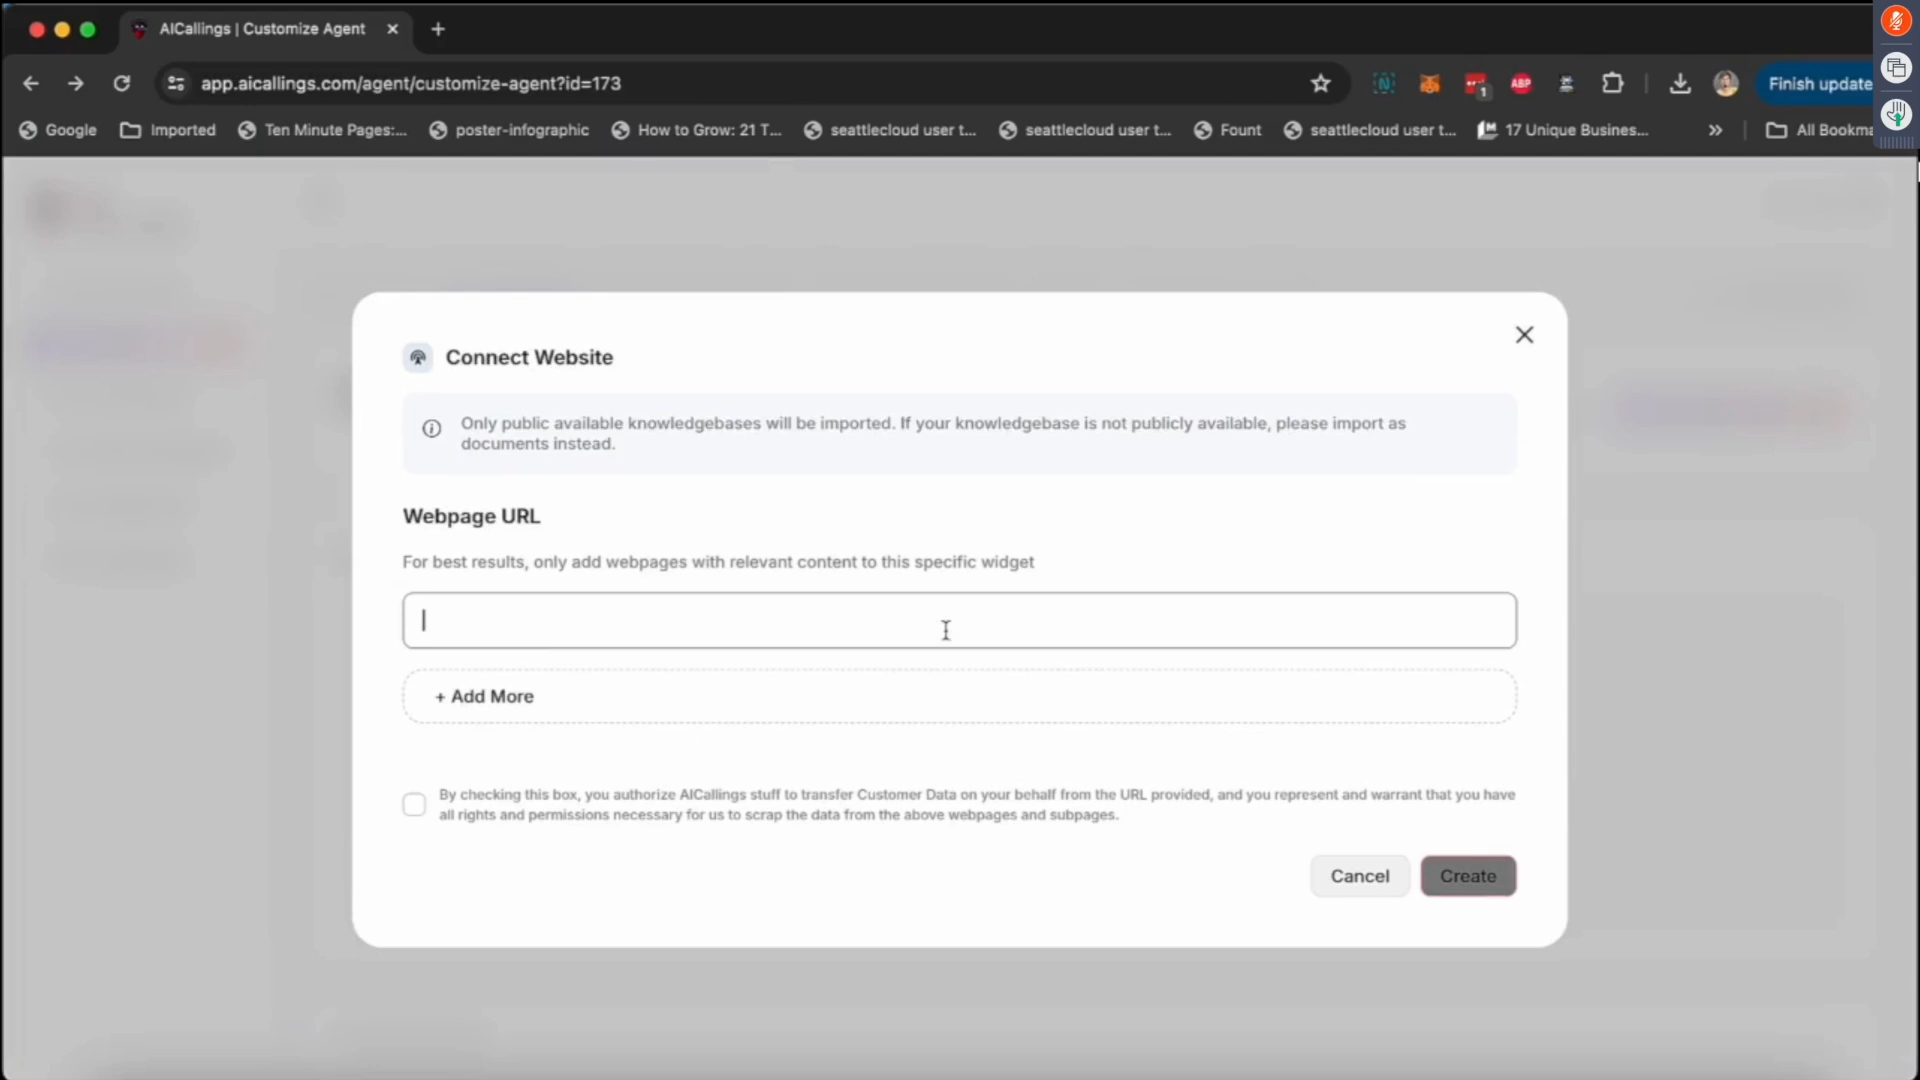 AICallings | Customize Agent
app.aicallings.com/agent/customize-agent?id=173
1
ABP
Finish update
Google
Imported
Ten Minute Pages:...
poster-infographic
How to Grow: 21 T...
seattlecloud user t...
seattlecloud user t...
Fount
seattlecloud user t...
17 Unique Busines...
»
All Bookma
Connect Website
Only public available knowledgebases will be imported. If your knowledgebase is not publicly available, please import as
documents instead.
Webpage URL
For best results, only add webpages with relevant content to this specific widget
+ Add More
By checking this box, you authorize AICallings stuff to transfer Customer Data on your behalf from the URL provided, and you represent and warrant that you have
all rights and permissions necessary for us to scrap the data from the above webpages and subpages.
Cancel
Create